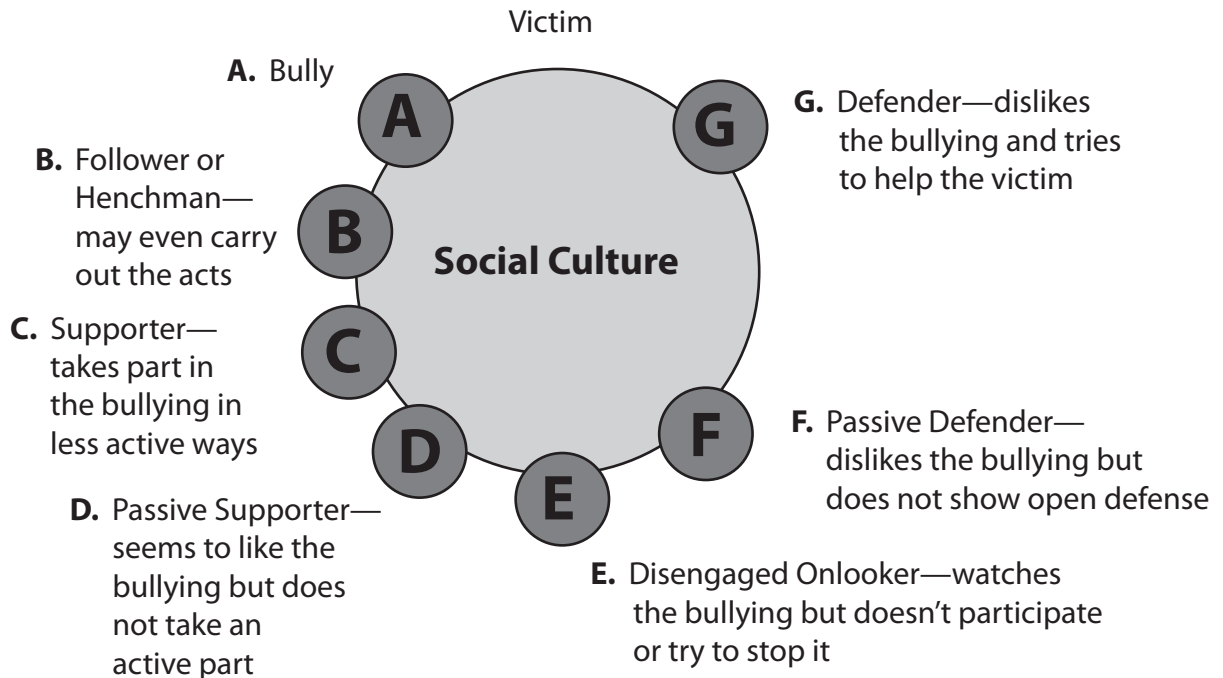 Victim
A. Bully
A
B. Follower or
Henchman—
may even carry
out the acts
B
C. Supporter—
takes part in
the bullying in
less active ways
C
D. Passive Supporter—
seems to like the
bullying but does
not take an
active part
D
Social Culture
E
E. Disengaged Onlooker—watches
the bullying but doesn’t participate
or try to stop it
F
F. Passive Defender—
dislikes the bullying but
does not show open defense
G
G. Defender—dislikes
the bullying and tries
to help the victim